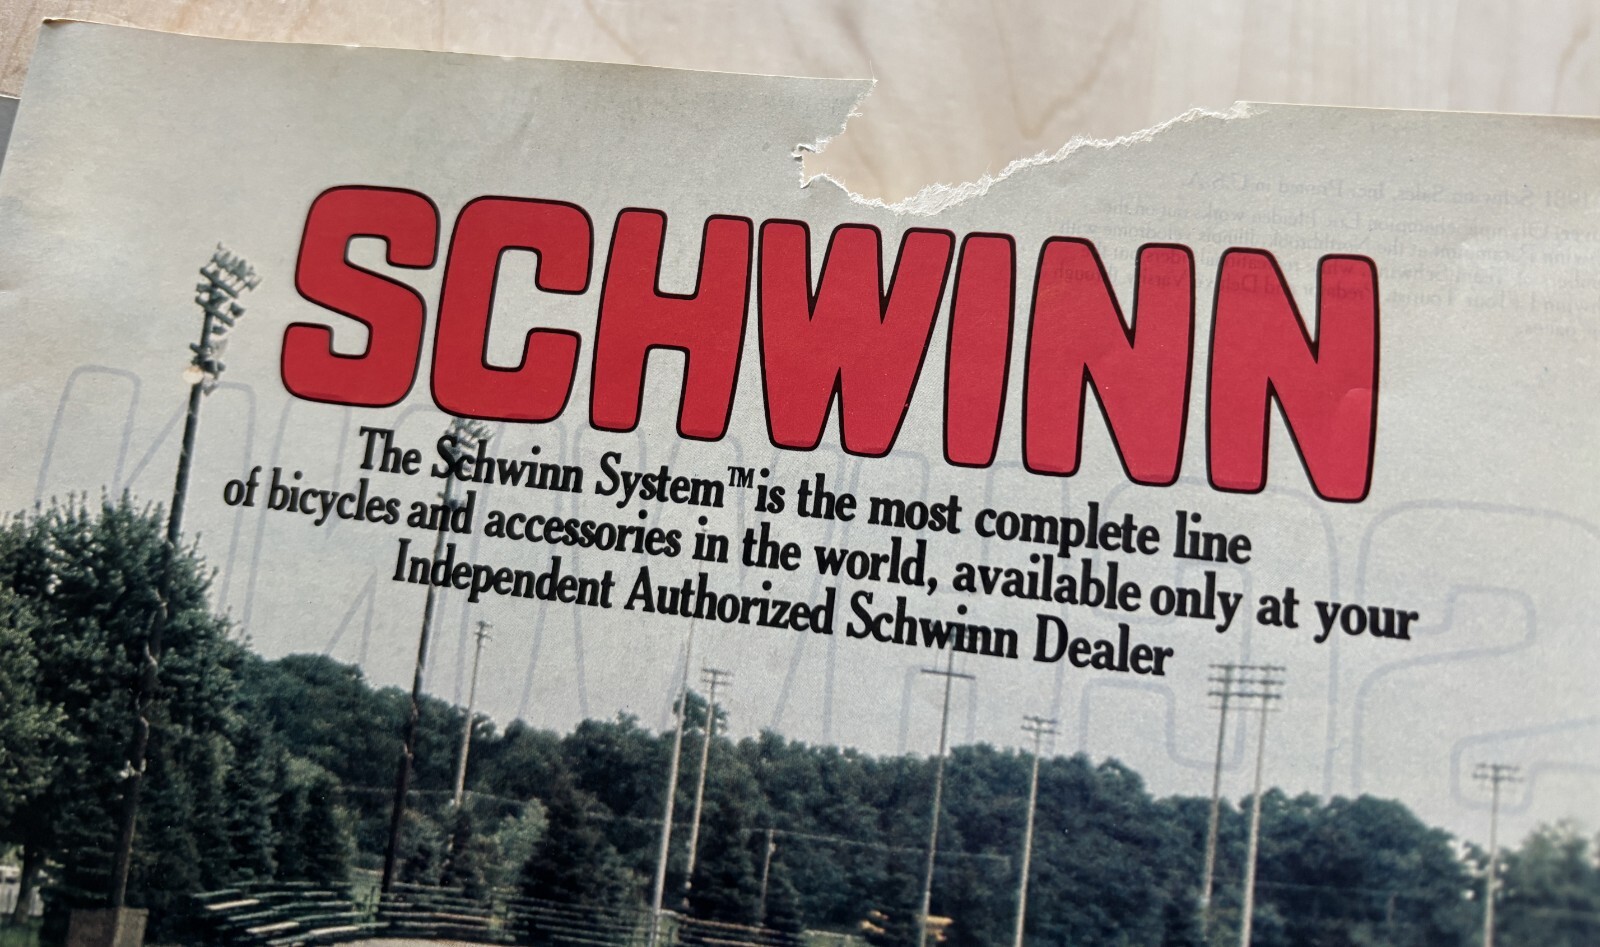 SCHWINN
The Schwinn System™ is the most complete line
of bicycles and accessories in the world, available only at your
Independent Authorized Schwinn Dealer